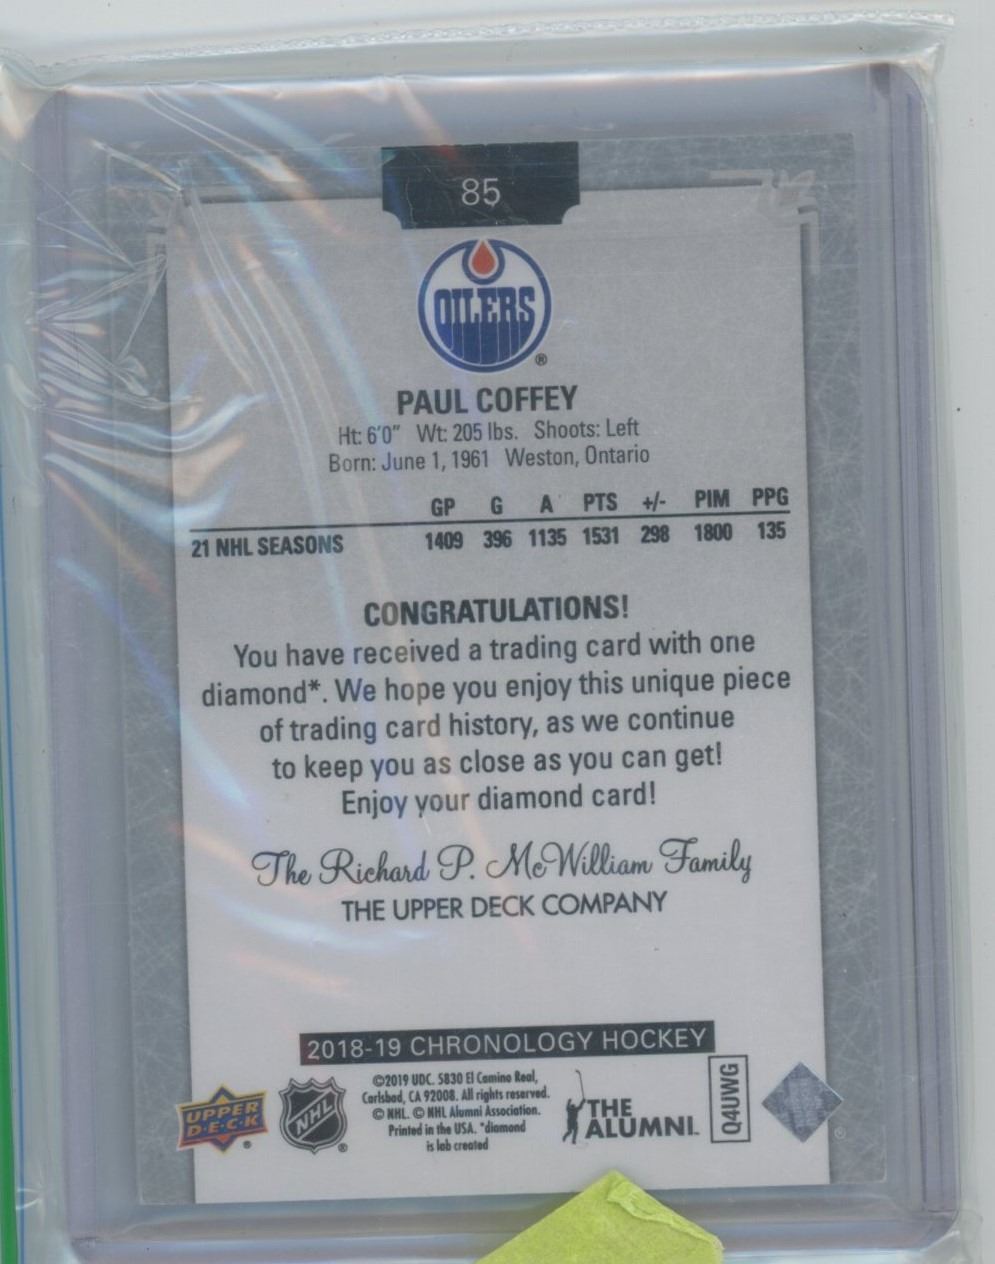 85
OILERS
®
PAUL COFFEY
Ht: 6'0" Wt: 205 lbs. Shoots: Left
Born: June 1, 1961 Weston, Ontario
GP G A PTS +/- PIM PPG
21 NHL SEASONS 1409 396 1135 1531 298 1800 135
CONGRATULATIONS!
You have received a trading card with one
diamond*. We hope you enjoy this unique piece
of trading card history, as we continue
to keep you as close as you can get!
Enjoy your diamond card!
The Richard P. McWilliam Family
THE UPPER DECK COMPANY
2018-19 CHRONOLOGY HOCKEY
UPPER
D·E·C·K
®
NHL
®
©2019 UDC. 5830 El Camino Real,
Carlsbad, CA 92008. All rights reserved.
© NHL. © NHL Alumni Association.
Printed in the USA. *diamond
is lab created
THE
ALUMNI™
Q4UWG
®